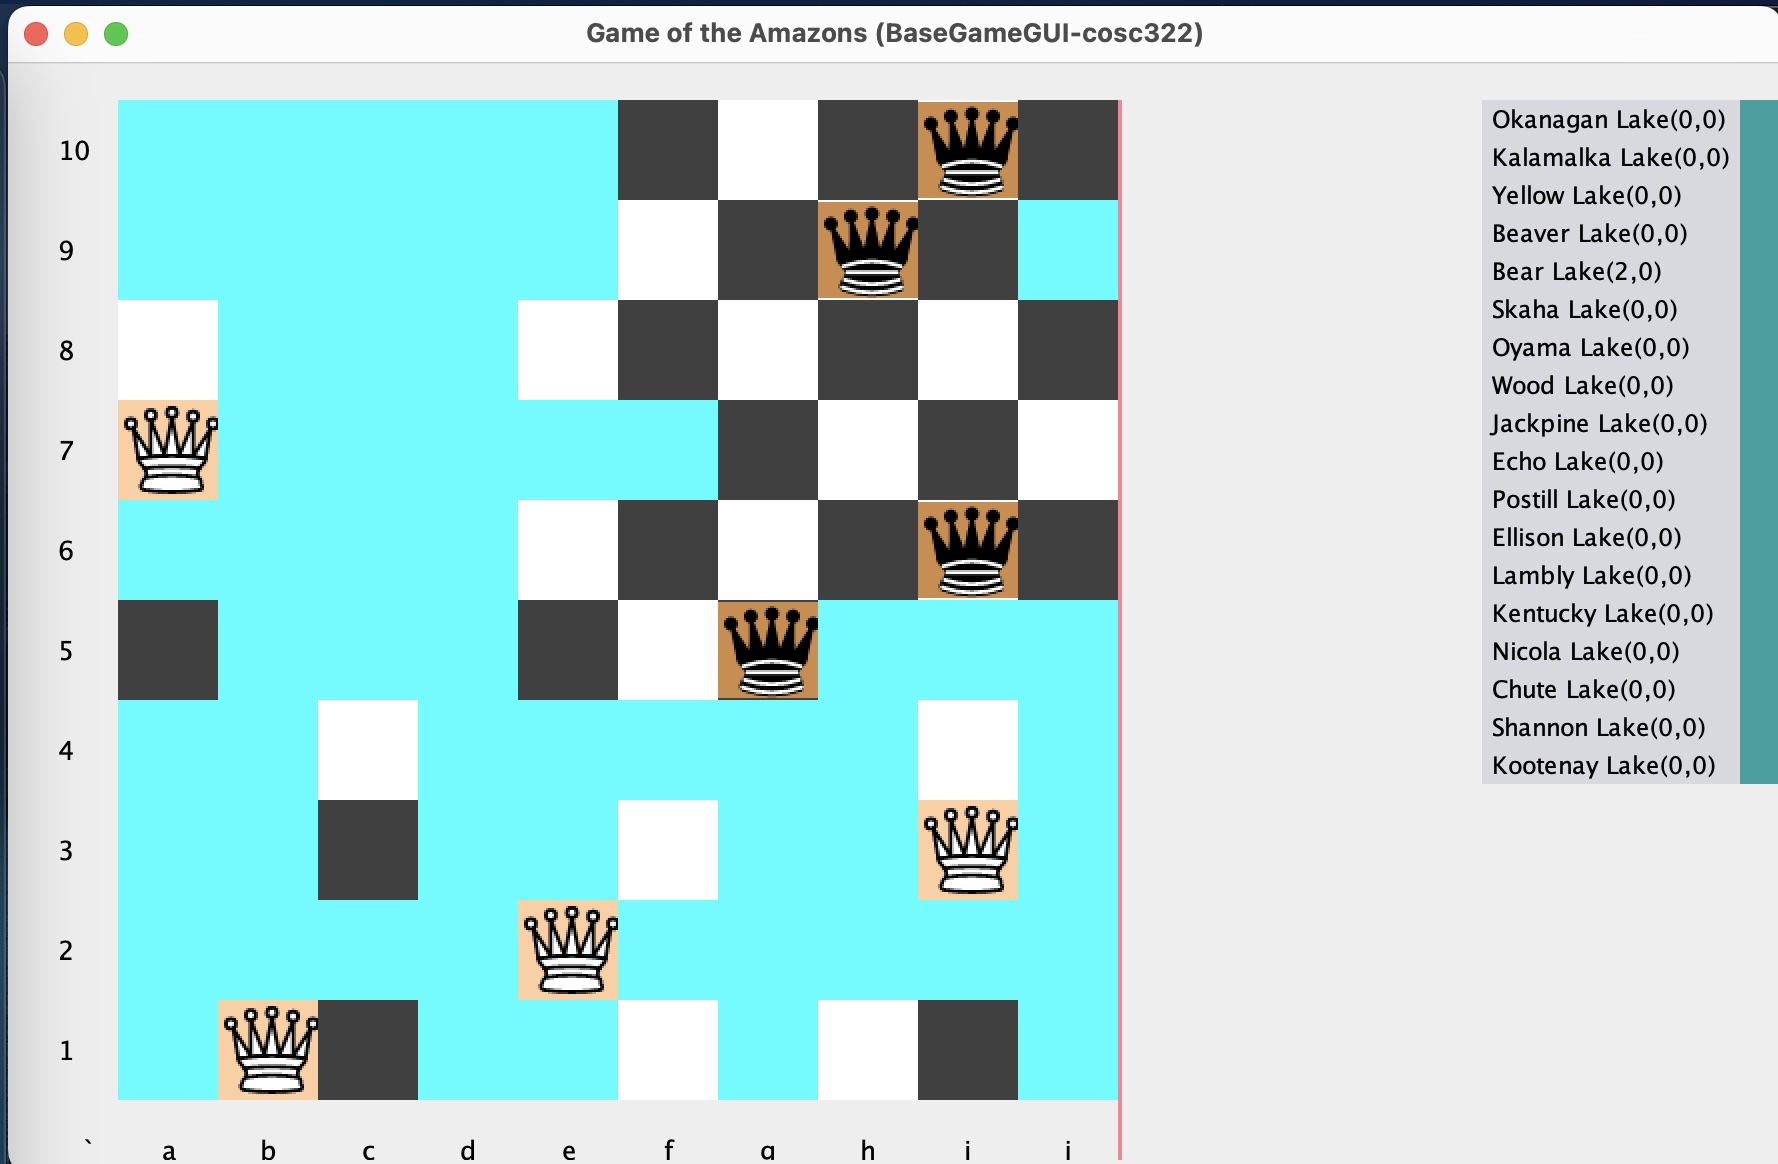 Game of the Amazons (BaseGameGUI-cosc322)
10
9
8
7
6
5
4
3
2
1
` a b c d e f g h i j
Okanagan Lake(0,0)
Kalamalka Lake(0,0)
Yellow Lake(0,0)
Beaver Lake(0,0)
Bear Lake(2,0)
Skaha Lake(0,0)
Oyama Lake(0,0)
Wood Lake(0,0)
Jackpine Lake(0,0)
Echo Lake(0,0)
Postill Lake(0,0)
Ellison Lake(0,0)
Lambly Lake(0,0)
Kentucky Lake(0,0)
Nicola Lake(0,0)
Chute Lake(0,0)
Shannon Lake(0,0)
Kootenay Lake(0,0)